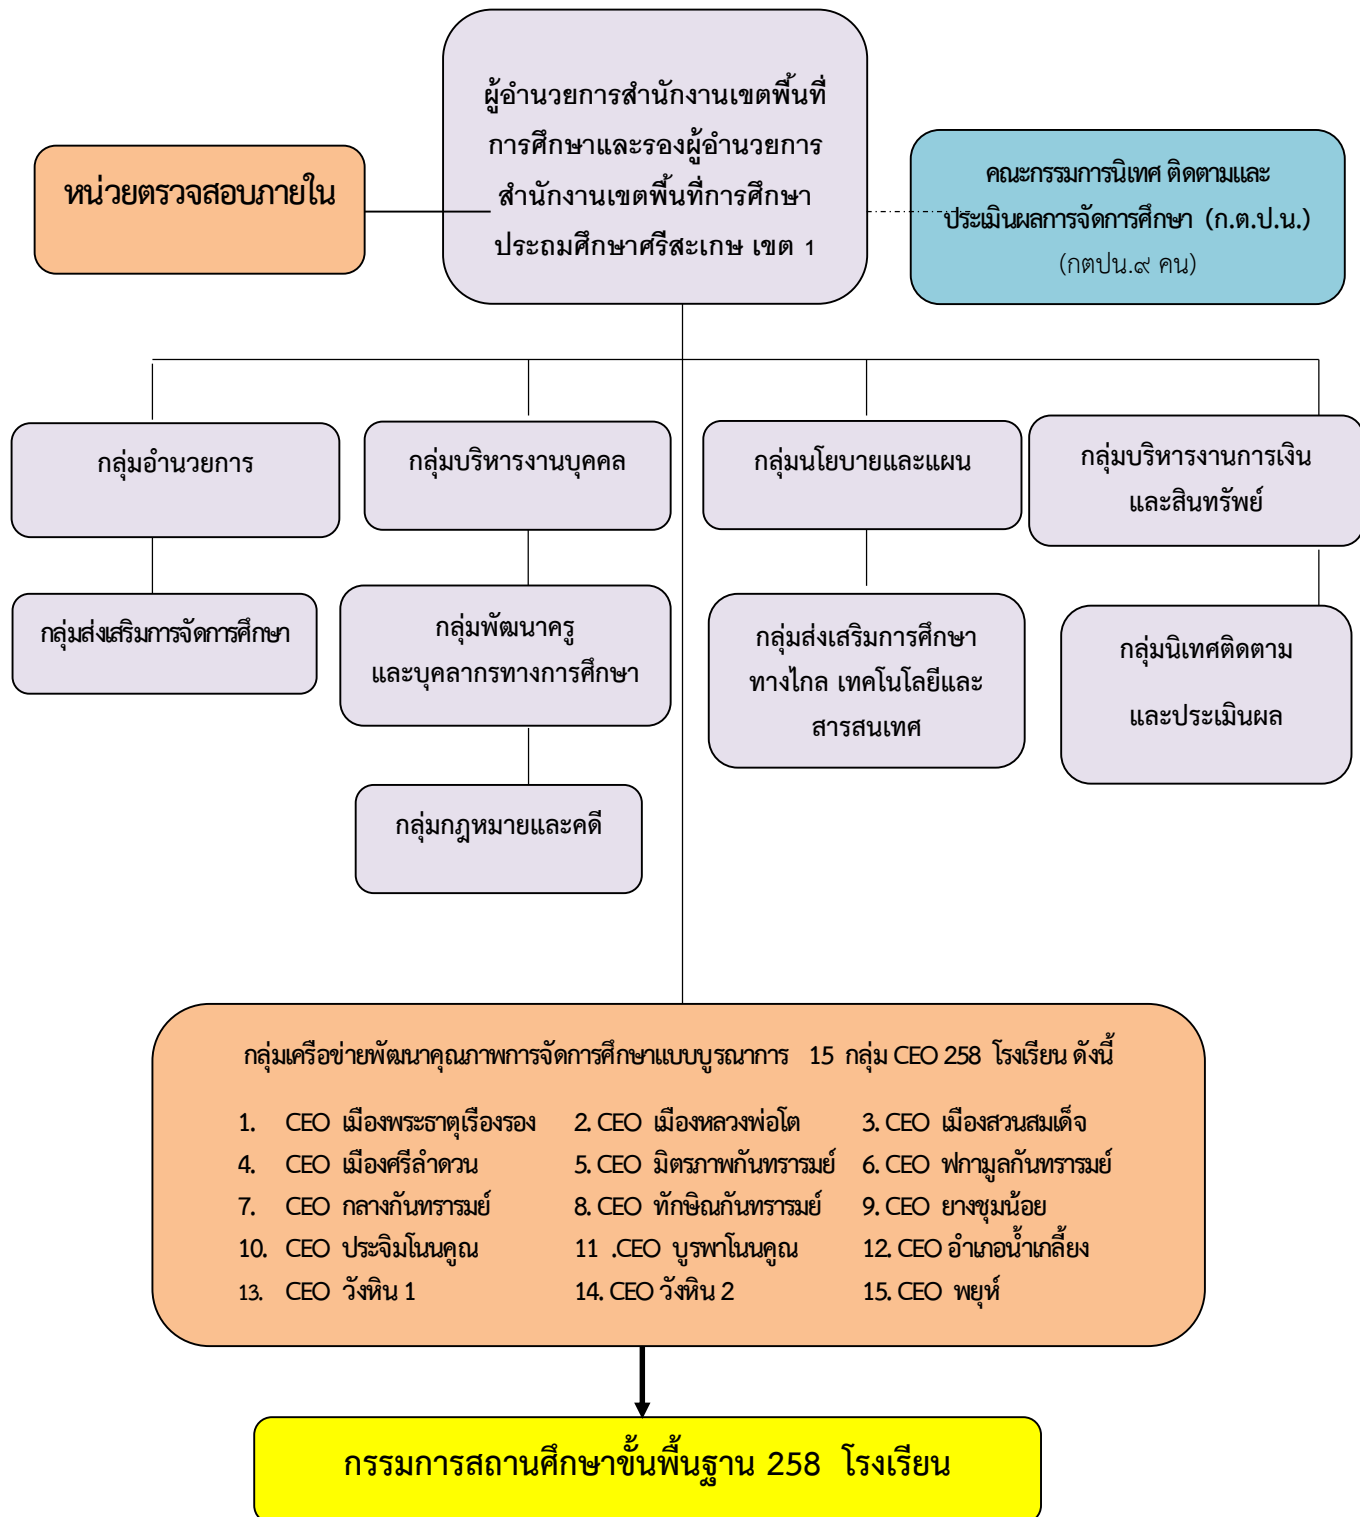 ผู้อำนวยการสำนักงานเขตพื้นที่
การศึกษาและรองผู้อำนวยการ
สำนักงานเขตพื้นที่การศึกษา
ประถมศึกษาศรีสะเกษ เขต 1
หน่วยตรวจสอบภายใน
คณะกรรมการนิเทศ ติดตามและ
ประเมินผลการจัดการศึกษา (ก.ต.ป.น.)
(กตปน.๙ คน)
กลุ่มอำนวยการ
กลุ่มบริหารงานบุคคล
กลุ่มนโยบายและแผน
กลุ่มบริหารงานการเงิน
และสินทรัพย์
กลุ่มส่งเสริมการจัดการศึกษา
กลุ่มพัฒนาครู
และบุคลากรทางการศึกษา
กลุ่มส่งเสริมการศึกษา
ทางไกล เทคโนโลยีและ
สารสนเทศ
กลุ่มนิเทศติดตาม
และประเมินผล
กลุ่มกฎหมายและคดี
กลุ่มเครือข่ายพัฒนาคุณภาพการจัดการศึกษาแบบบูรณาการ 15 กลุ่ม CEO 258 โรงเรียน ดังนี้
1. CEO เมืองพระธาตุเรืองรอง 2. CEO เมืองหลวงพ่อโต 3. CEO เมืองสวนสมเด็จ
4. CEO เมืองศรีลำดวน 5. CEO มิตรภาพกันทรารมย์ 6. CEO ฟกามูลกันทรารมย์
7. CEO กลางกันทรารมย์ 8. CEO ทักษิณกันทรารมย์ 9. CEO ยางชุมน้อย
10. CEO ประจิมโนนคูณ 11 .CEO บูรพาโนนคูณ 12. CEO อำเภอน้ำเกลี้ยง
13. CEO วังหิน 1 14. CEO วังหิน 2 15. CEO พยุห์
กรรมการสถานศึกษาขั้นพื้นฐาน 258 โรงเรียน